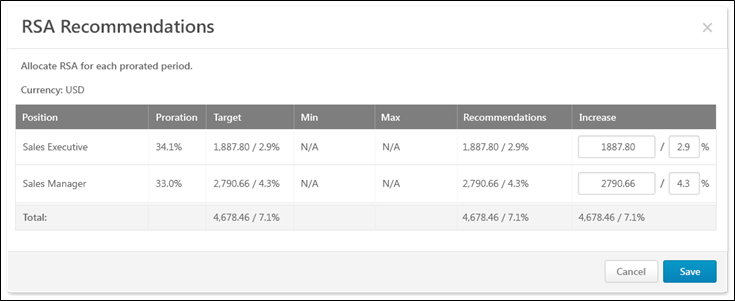 RSA Recommendations ×
Allocate RSA for each prorated period.
Currency: USD
Position Proration Target Min Max Recommendations Increase
Sales Executive 34.1% 1,887.80 / 2.9% N/A N/A 1,887.80 / 2.9% 1887.80 / 2.9 %
Sales Manager 33.0% 2,790.66 / 4.3% N/A N/A 2,790.66 / 4.3% 2790.66 / 4.3 %
Total: 4,678.46 / 7.1% 4,678.46 / 7.1% 4,678.46 / 7.1%
Cancel Save